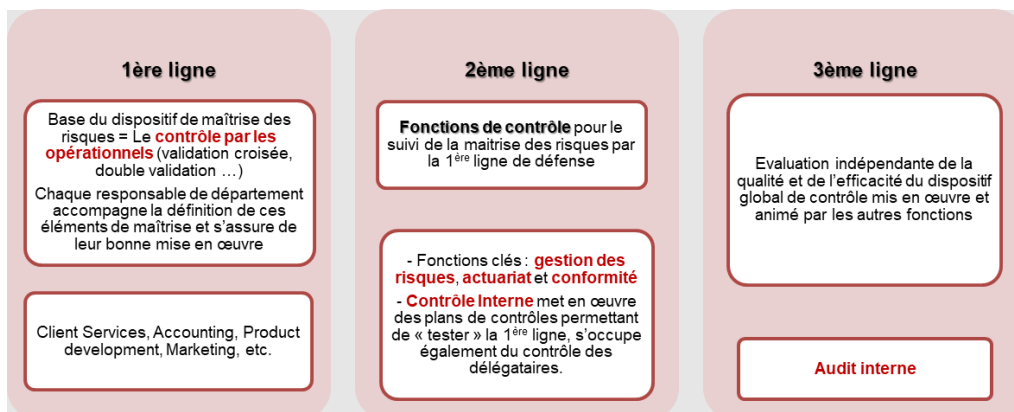 1ère ligne
Base du dispositif de maîtrise des
risques = Le contrôle par les
opérationnels (validation croisée,
double validation …)
Chaque responsable de département
accompagne la définition de ces
éléments de maîtrise et s'assure de
leur bonne mise en œuvre
Client Services, Accounting, Product
development, Marketing, etc.
2ème ligne
Fonctions de contrôle pour le
suivi de la maitrise des risques par
la 1ère ligne de défense
- Fonctions clés : gestion des
risques, actuariat et conformité
- Contrôle Interne met en œuvre
des plans de contrôles permettant
de « tester » la 1ère ligne, s'occupe
également du contrôle des
délégataires.
3ème ligne
Evaluation indépendante de la
qualité et de l'efficacité du dispositif
global de contrôle mis en œuvre et
animé par les autres fonctions
Audit interne